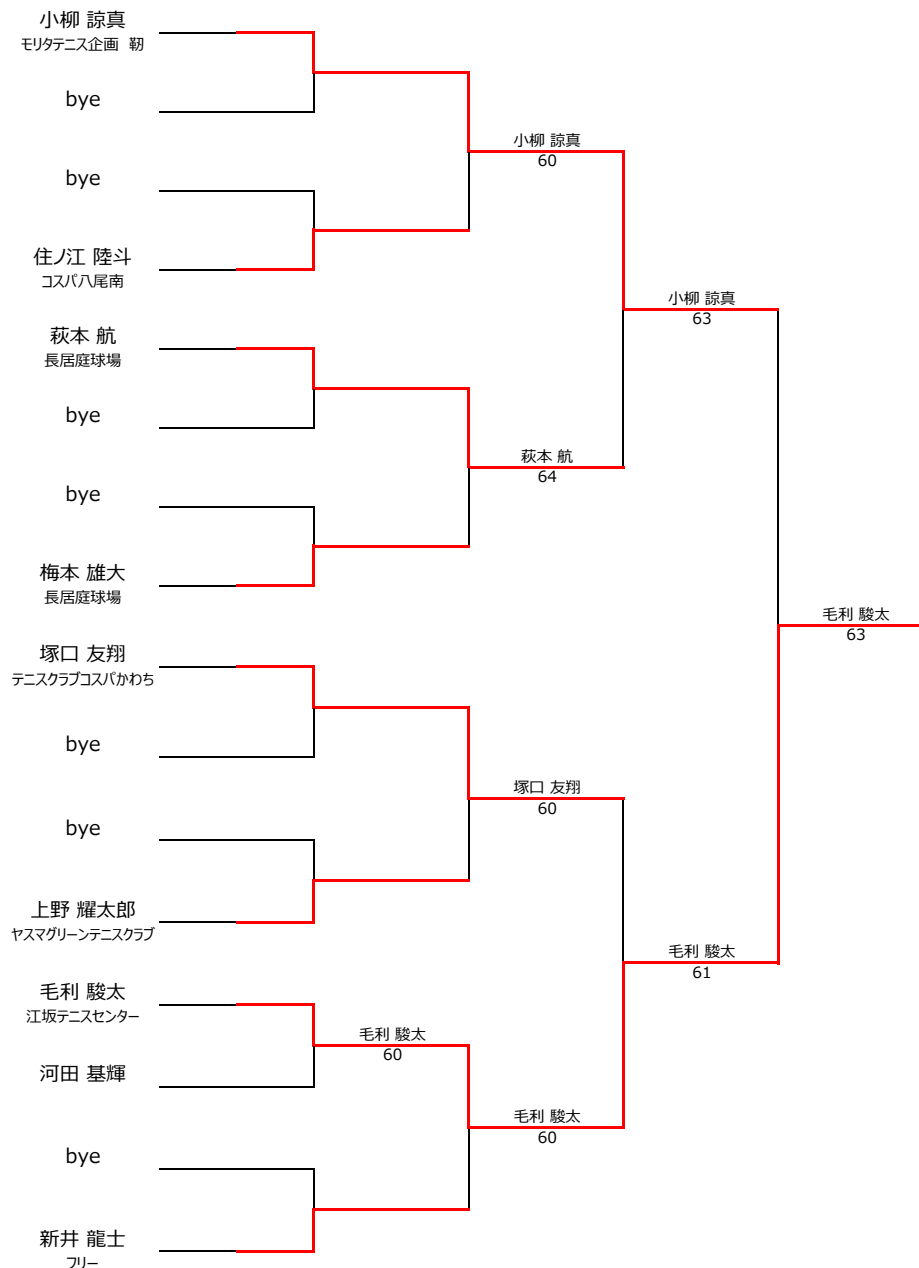 小柳 諒真
モリタテニス企画　靭
bye
bye
住ノ江 陸斗
コスパ八尾南
萩本 航
長居庭球場
bye
bye
梅本 雄大
長居庭球場
塚口 友翔
テニスクラブコスパかわち
bye
bye
上野 耀太郎
ヤスマグリーンテニスクラブ
毛利 駿太
江坂テニスセンター
河田 基輝
bye
新井 龍士
フリー
毛利 駿太
60
小柳 諒真
60
萩本 航
64
塚口 友翔
60
毛利 駿太
60
小柳 諒真
63
毛利 駿太
61
毛利 駿太
63